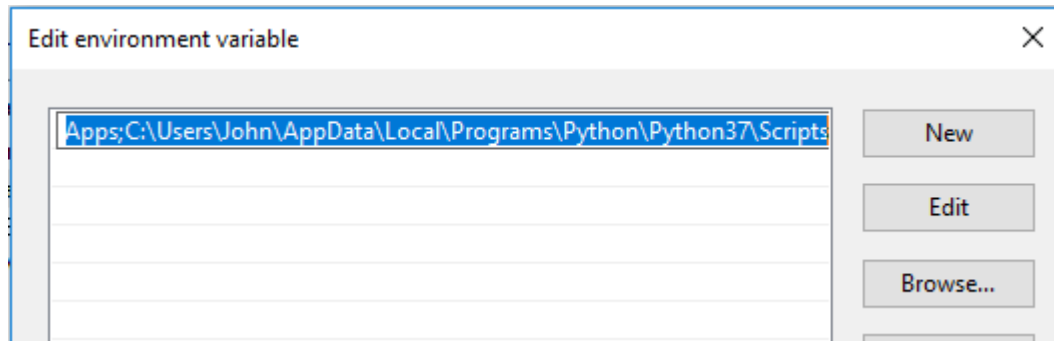 Edit environment variable
Apps;C:\Users\John\AppData\Local\Programs\Python\Python37\Scripts
New
Edit
Browse...